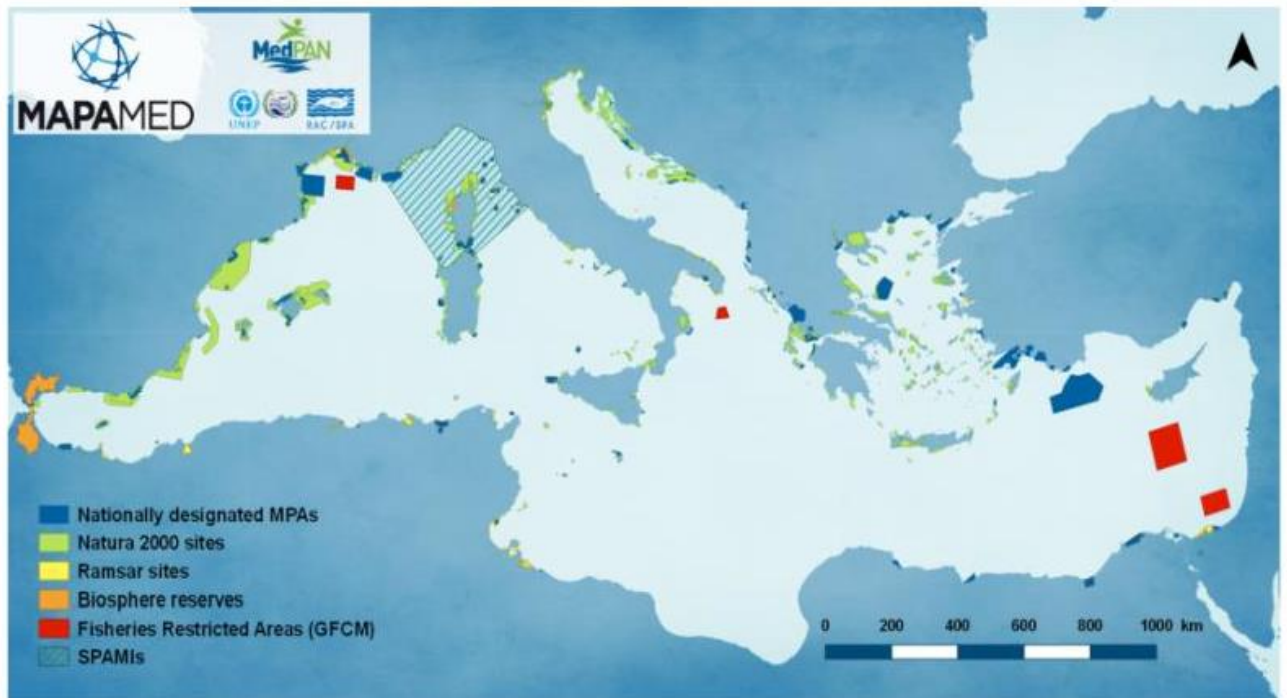 MedPAN
MAPAMED
UNEP
RAC/SPA
Nationally designated MPAs
Natura 2000 sites
Ramsar sites
Biosphere reserves
Fisheries Restricted Areas (GFCM)
SPAMIs
0 200 400 600 800 1000 km